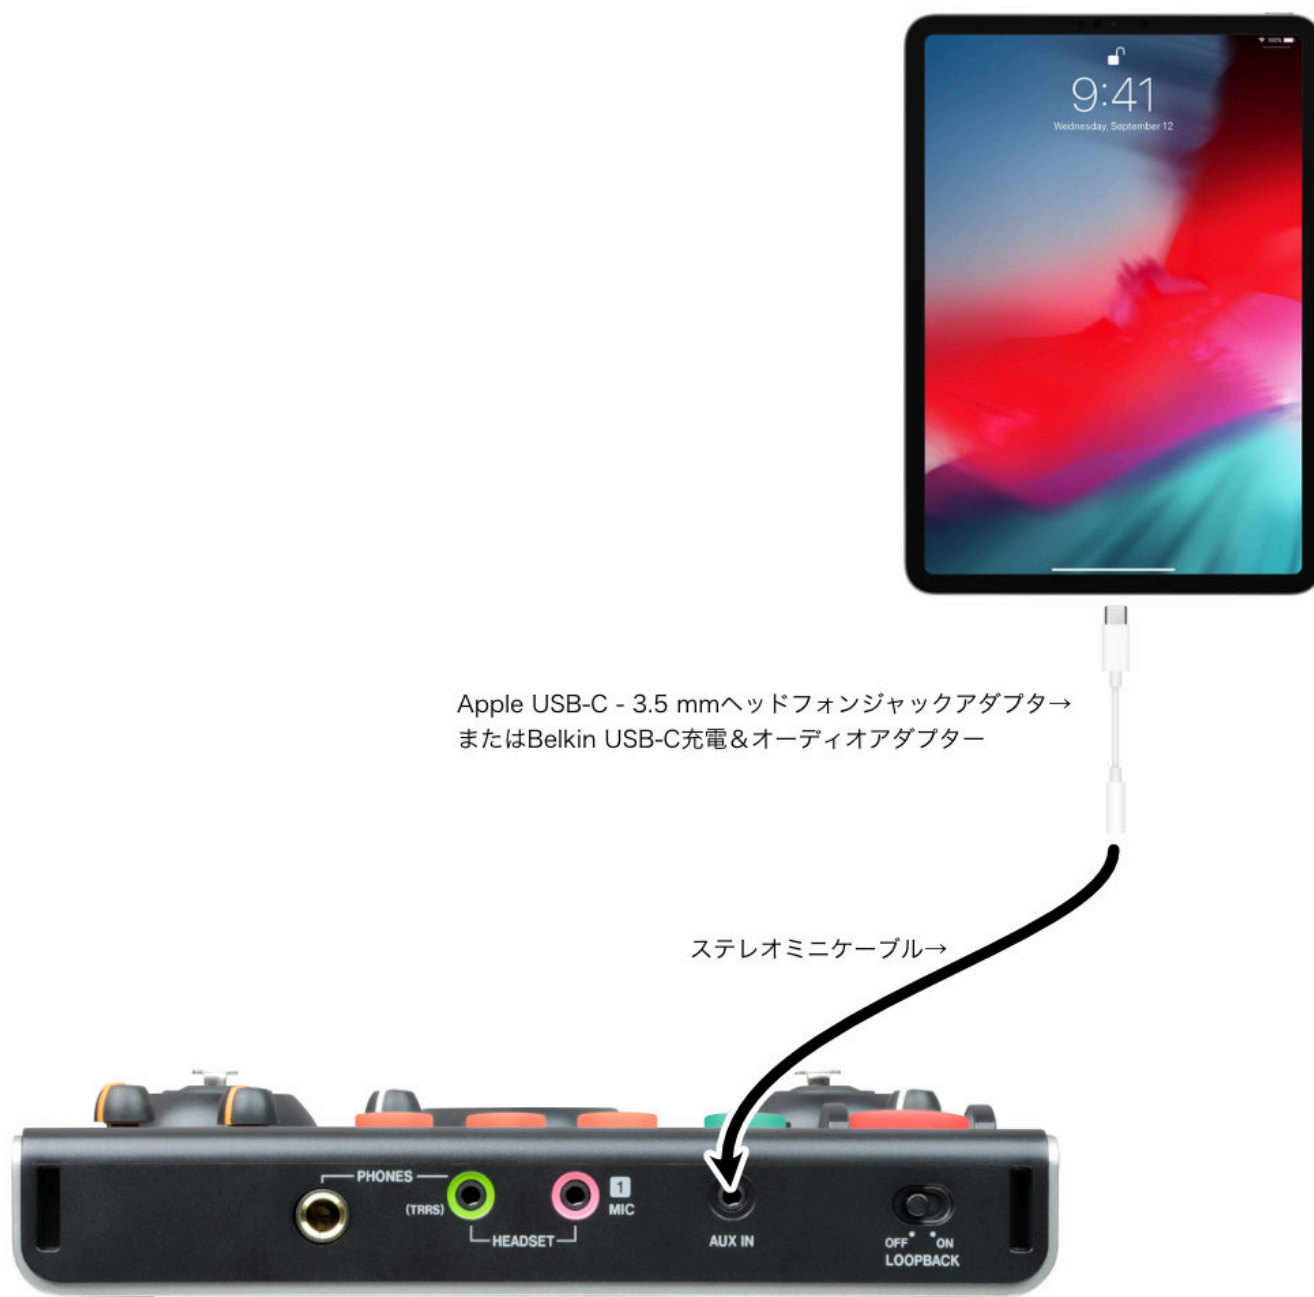 100%
9:41
Wednesday, September 12
Apple USB-C - 3.5 mmヘッドフォンジャックアダプタ→
またはBelkin USB-C充電＆オーディオアダプター
ステレオミニケーブル→
PHONES
(TRRS)
1
MIC
HEADSET
AUX IN
OFF ON
LOOPBACK